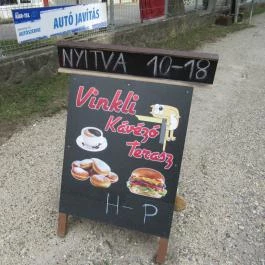 AUTÓ JAVÍTÁS
NYITVA 10-18
Vinkli
Kávézó
Terasz
H-P